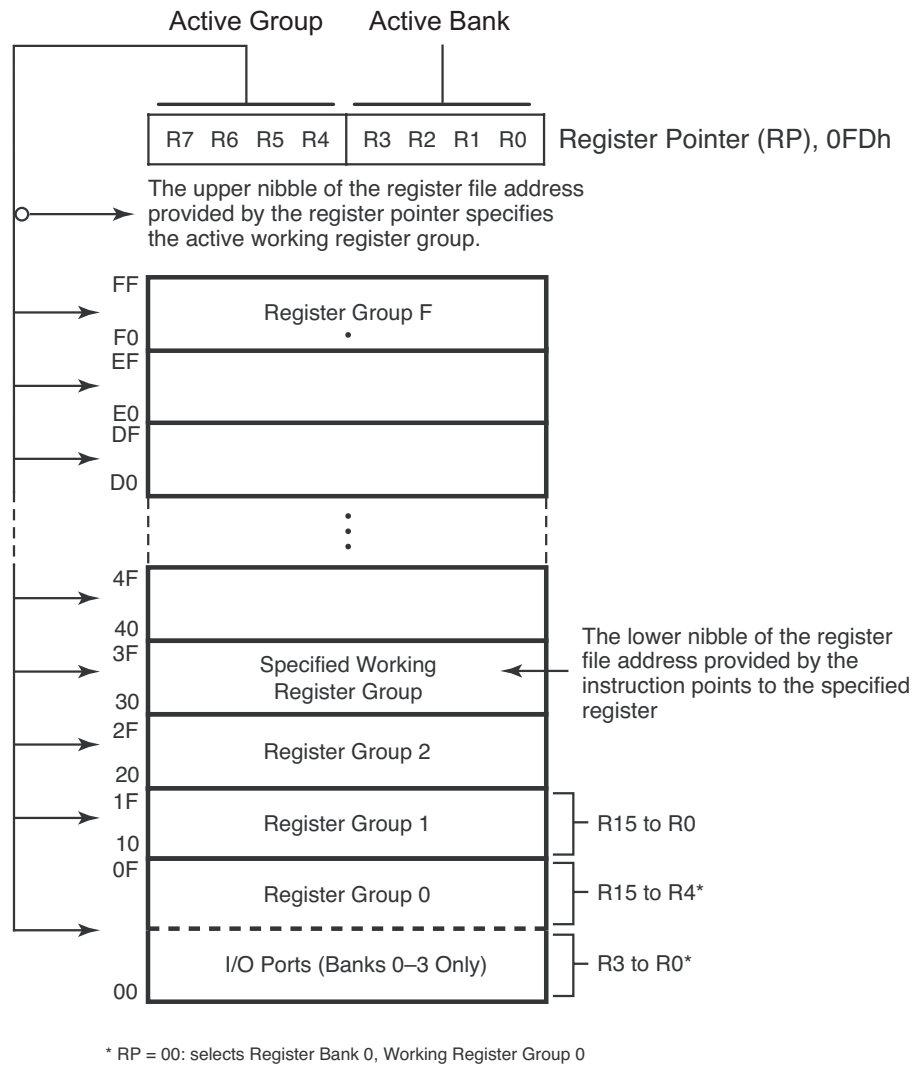 Active Group Active Bank
R7 R6 R5 R4 R3 R2 R1 R0 Register Pointer (RP), 0FDh
The upper nibble of the register file address
provided by the register pointer specifies
the active working register group.
FF
Register Group F
F0
EF
E0
DF
D0
4F
40
3F
Specified Working
Register Group
30
The lower nibble of the register
file address provided by the
instruction points to the specified
register
2F
Register Group 2
20
1F
Register Group 1
R15 to R0
10
0F
Register Group 0
R15 to R4*
I/O Ports (Banks 0–3 Only)
R3 to R0*
00
* RP = 00: selects Register Bank 0, Working Register Group 0